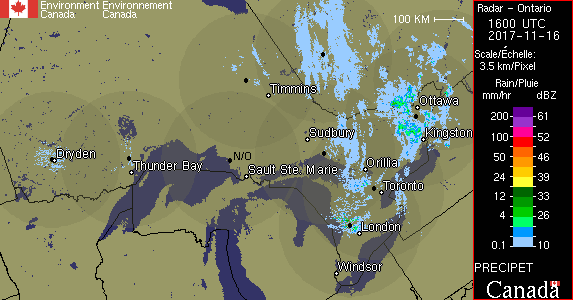 Environment Environnement
Canada Canada
100 KM
Timmins
Ottawa
Sudbury
Kingston
Dryden
N/O
Thunder Bay
Sault Ste. Marie
Orillia
Toronto
London
Windsor
Radar - Ontario
1600 UTC
2017-11-16
Scale/Échelle:
3.5 km/Pixel
Rain/Pluie
mm/hr dBZ
200 61
100 52
50 46
24 39
12 33
4 26
0.1 10
PRECIPET
Canada